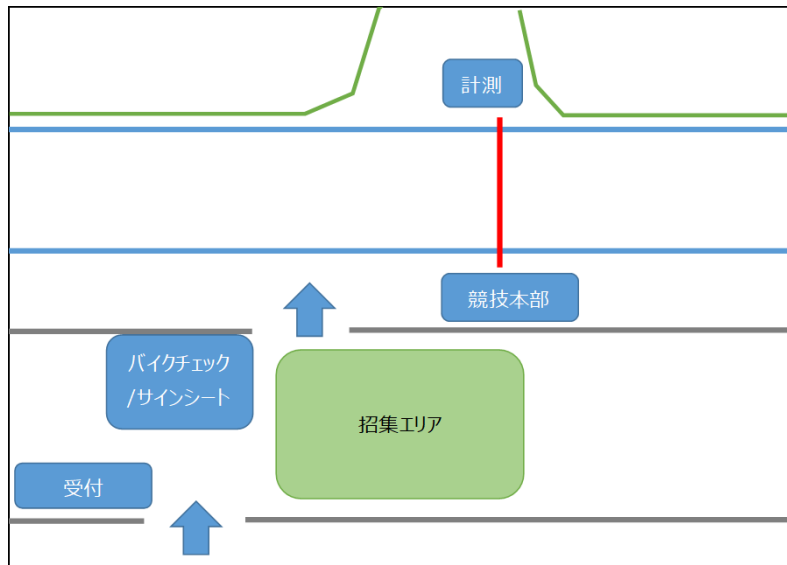 計測
競技本部
バイクチェック
/サインシート
招集エリア
受付